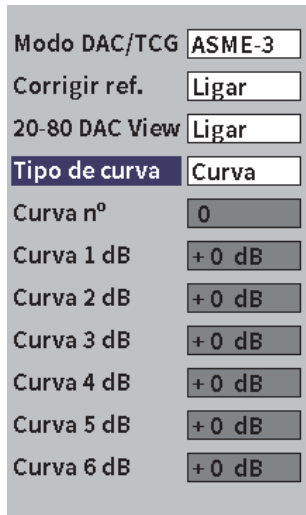 Modo DAC/TCG ASME-3
Corrigir ref. Ligar
20-80 DAC View Ligar
Tipo de curva Curva
Curva nº 0
Curva 1 dB +0 dB
Curva 2 dB +0 dB
Curva 3 dB +0 dB
Curva 4 dB +0 dB
Curva 5 dB +0 dB
Curva 6 dB +0 dB